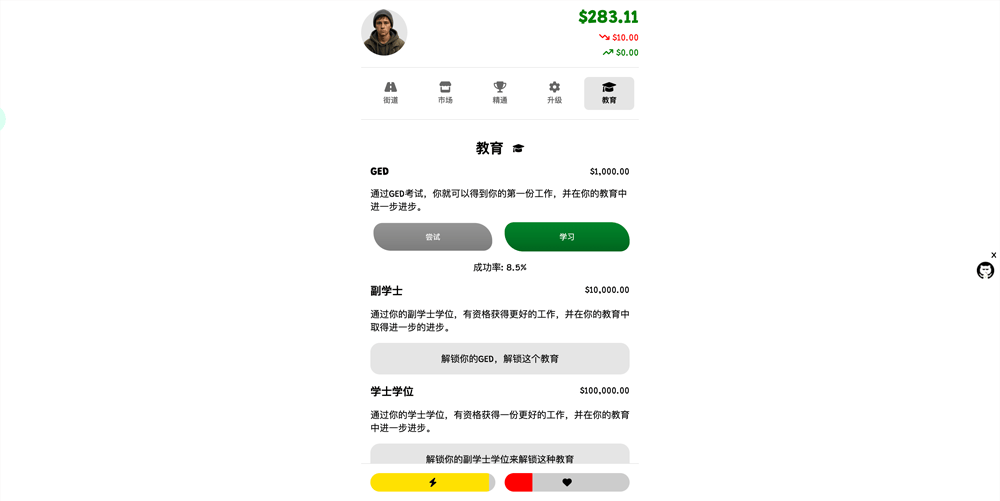 $283.11
$10.00
$0.00
街道
市场
精通
升级
教育
教育
GED
$1,000.00
通过GED考试，你就可以得到你的第一份工作，并在你的教育中
进一步进步。
尝试
学习
成功率: 8.5%
副学士
$10,000.00
通过你的副学士学位，有资格获得更好的工作，并在你的教育中
取得进一步的进步。
解锁你的GED，解锁这个教育
学士学位
$100,000.00
通过你的学士学位，有资格获得一份更好的工作，并在你的教育
中进一步进步。
解锁你的副学士学位来解锁这种教育
x